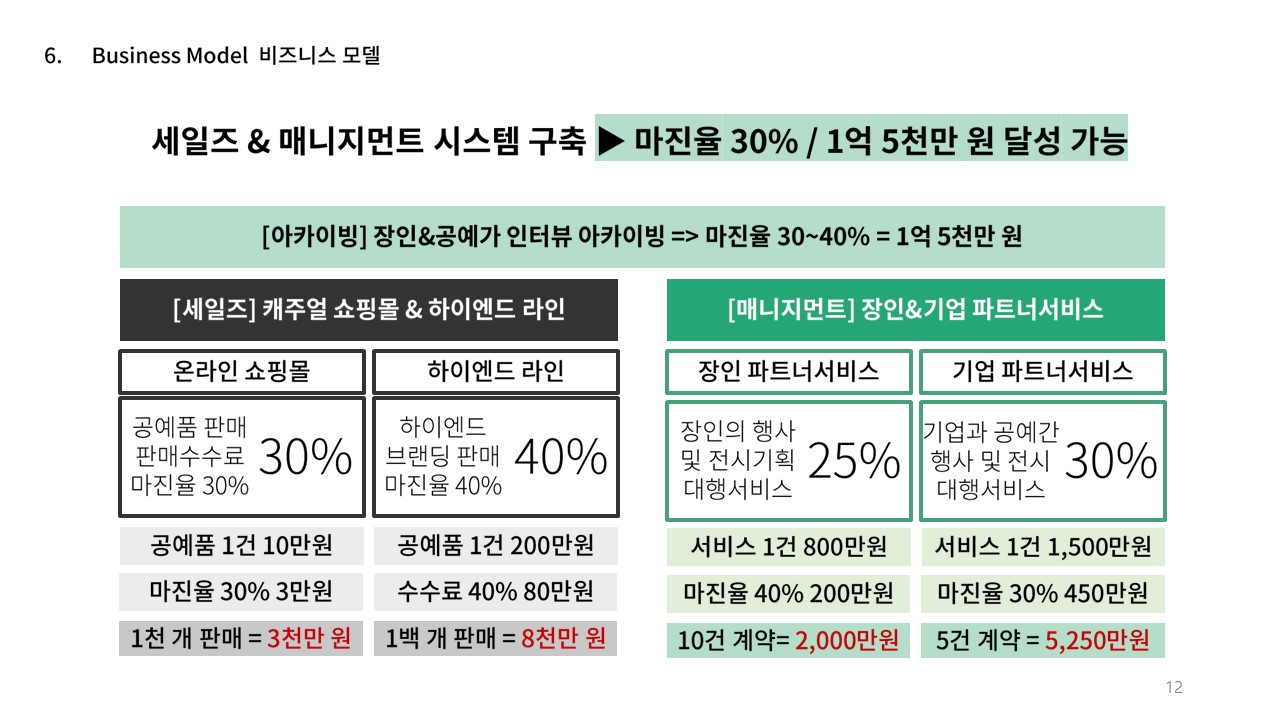 6. Business Model 비즈니스 모델
세일즈 & 매니지먼트 시스템 구축 ▶ 마진율 30% / 1억 5천만 원 달성 가능
[아카이빙] 장인&공예가 인터뷰 아카이빙 => 마진율 30~40% = 1억 5천만 원
[세일즈] 캐주얼 쇼핑몰 & 하이엔드 라인
온라인 쇼핑몰
공예품 판매
판매수수료
마진율 30%
30%
공예품 1건 10만원
마진율 30% 3만원
1천 개 판매 = 3천만 원
하이엔드 라인
하이엔드
브랜딩 판매
마진율 40%
40%
공예품 1건 200만원
수수료 40% 80만원
1백 개 판매 = 8천만 원
[매니지먼트] 장인&기업 파트너서비스
장인 파트너서비스
장인의 행사
및 전시기획
대행서비스
25%
서비스 1건 800만원
마진율 40% 200만원
10건 계약= 2,000만원
기업 파트너서비스
기업과 공예간
행사 및 전시
대행서비스
30%
서비스 1건 1,500만원
마진율 30% 450만원
5건 계약 = 5,250만원
12